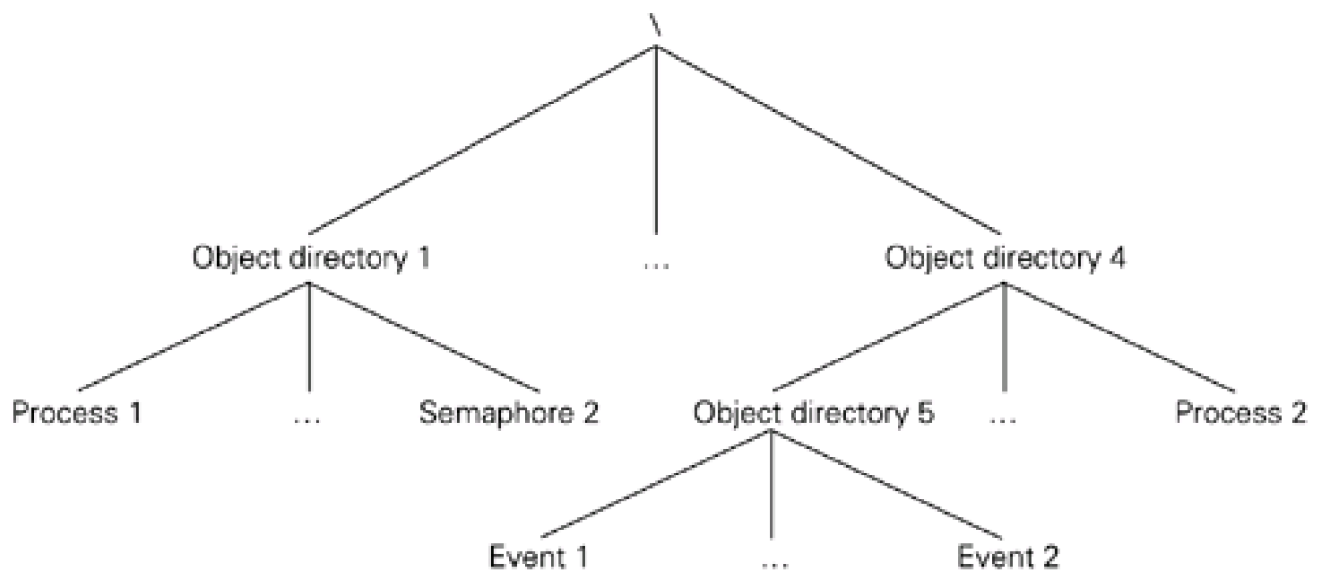 \
Object directory 1 ... Object directory 4
Process 1 ... Semaphore 2 Object directory 5 ... Process 2
Event 1 ... Event 2